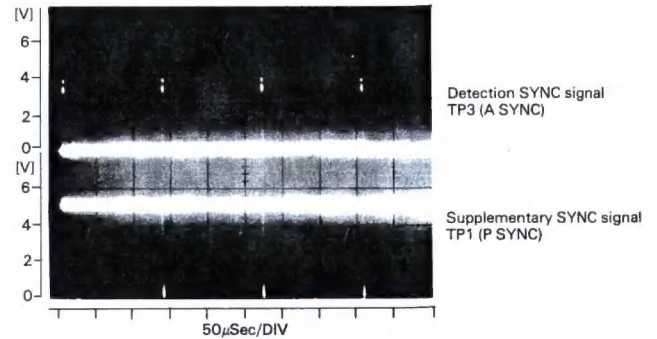 [V]
6
4
2
0
[V]
6
4
2
0
Detection SYNC signal
TP3 (A SYNC)
Supplementary SYNC signal
TP1 (P SYNC)
50μSec/DIV